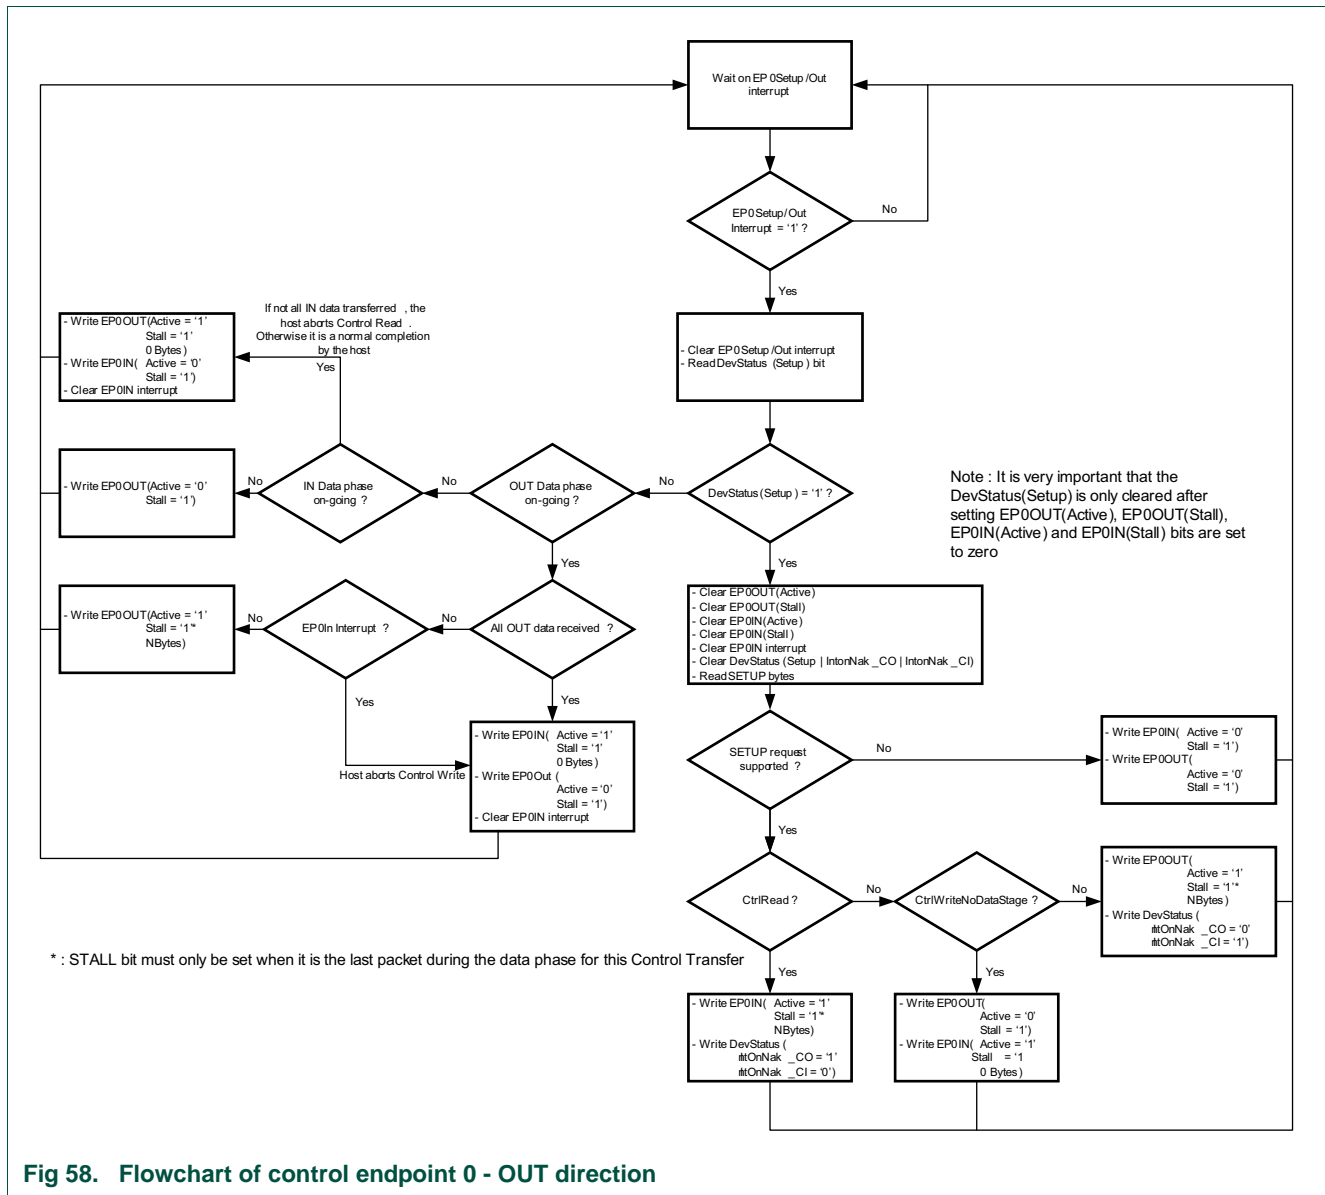 Wait on EP0Setup/Out
interrupt
EP0Setup/Out
Interrupt = '1' ?
No
Yes
- Clear EP0Setup/Out interrupt
- Read DevStatus (Setup) bit
If not all IN data transferred , the
host aborts Control Read .
Otherwise it is a normal completion
by the host
Yes
- Write EP0OUT(Active = '1'
Stall = '1'
0 Bytes)
- Write EP0IN( Active = '0'
Stall = '1')
- Clear EP0IN interrupt
DevStatus(Setup) = '1' ?
No
OUT Data phase
on-going ?
No
IN Data phase
on-going ?
No
- Write EP0OUT(Active = '0'
Stall = '1')
Note : It is very important that the
DevStatus(Setup) is only cleared after
setting EP0OUT(Active), EP0OUT(Stall),
EP0IN(Active) and EP0IN(Stall) bits are set
to zero
Yes
Yes
All OUT data received ?
No
EP0In Interrupt ?
No
- Write EP0OUT(Active = '1'
Stall = '1'*
NBytes)
- Clear EP0OUT(Active)
- Clear EP0OUT(Stall)
- Clear EP0IN(Active)
- Clear EP0IN(Stall)
- Clear EP0IN interrupt
- Clear DevStatus (Setup | IntonNak _CO | IntonNak _CI)
- Read SETUP bytes
Yes
Yes
Host aborts Control Write
- Write EP0IN( Active = '1'
Stall = '1'
0 Bytes)
- Write EP0Out (
Active = '0'
Stall = '1')
- Clear EP0IN interrupt
SETUP request
supported ?
No
- Write EP0IN( Active = '0'
Stall = '1')
- Write EP0OUT(
Active = '0'
Stall = '1')
Yes
CtrlRead ?
No
CtrlWriteNoDataStage ?
No
- Write EP0OUT(
Active = '1'
Stall = '1'*
NBytes)
- Write DevStatus (
IntOnNak _CO = '0'
IntOnNak _CI = '1')
* : STALL bit must only be set when it is the last packet during the data phase for this Control Transfer
Yes
Yes
- Write EP0IN( Active = '1'
Stall = '1'*
NBytes)
- Write DevStatus (
IntOnNak _CO = '1'
IntOnNak _CI = '0')
- Write EP0OUT(
Active = '0'
Stall = '1')
- Write EP0IN( Active = '1'
Stall = '1
0 Bytes)
Fig 58. Flowchart of control endpoint 0 - OUT direction